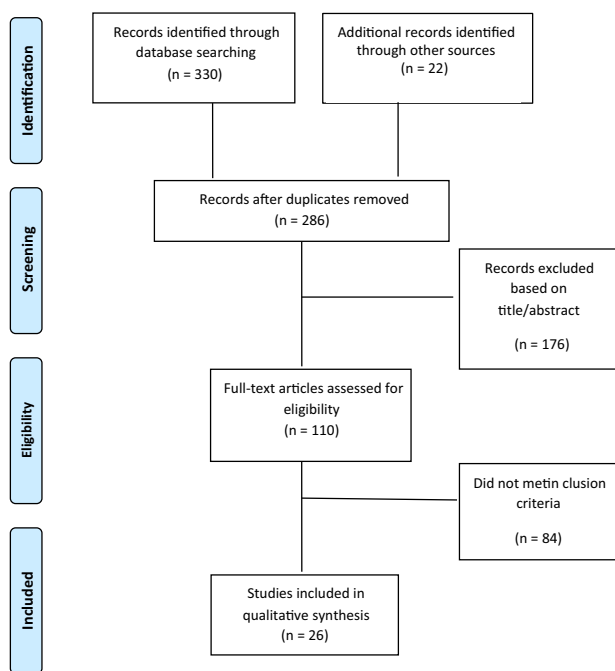 Identification
Records identified through
database searching
(n = 330)
Additional records identified
through other sources
(n = 22)
Screening
Records after duplicates removed
(n = 286)
Records excluded
based on
title/abstract
(n = 176)
Eligibility
Full-text articles assessed for
eligibility
(n = 110)
Did not metin clusion
criteria
(n = 84)
Included
Studies included in
qualitative synthesis
(n = 26)